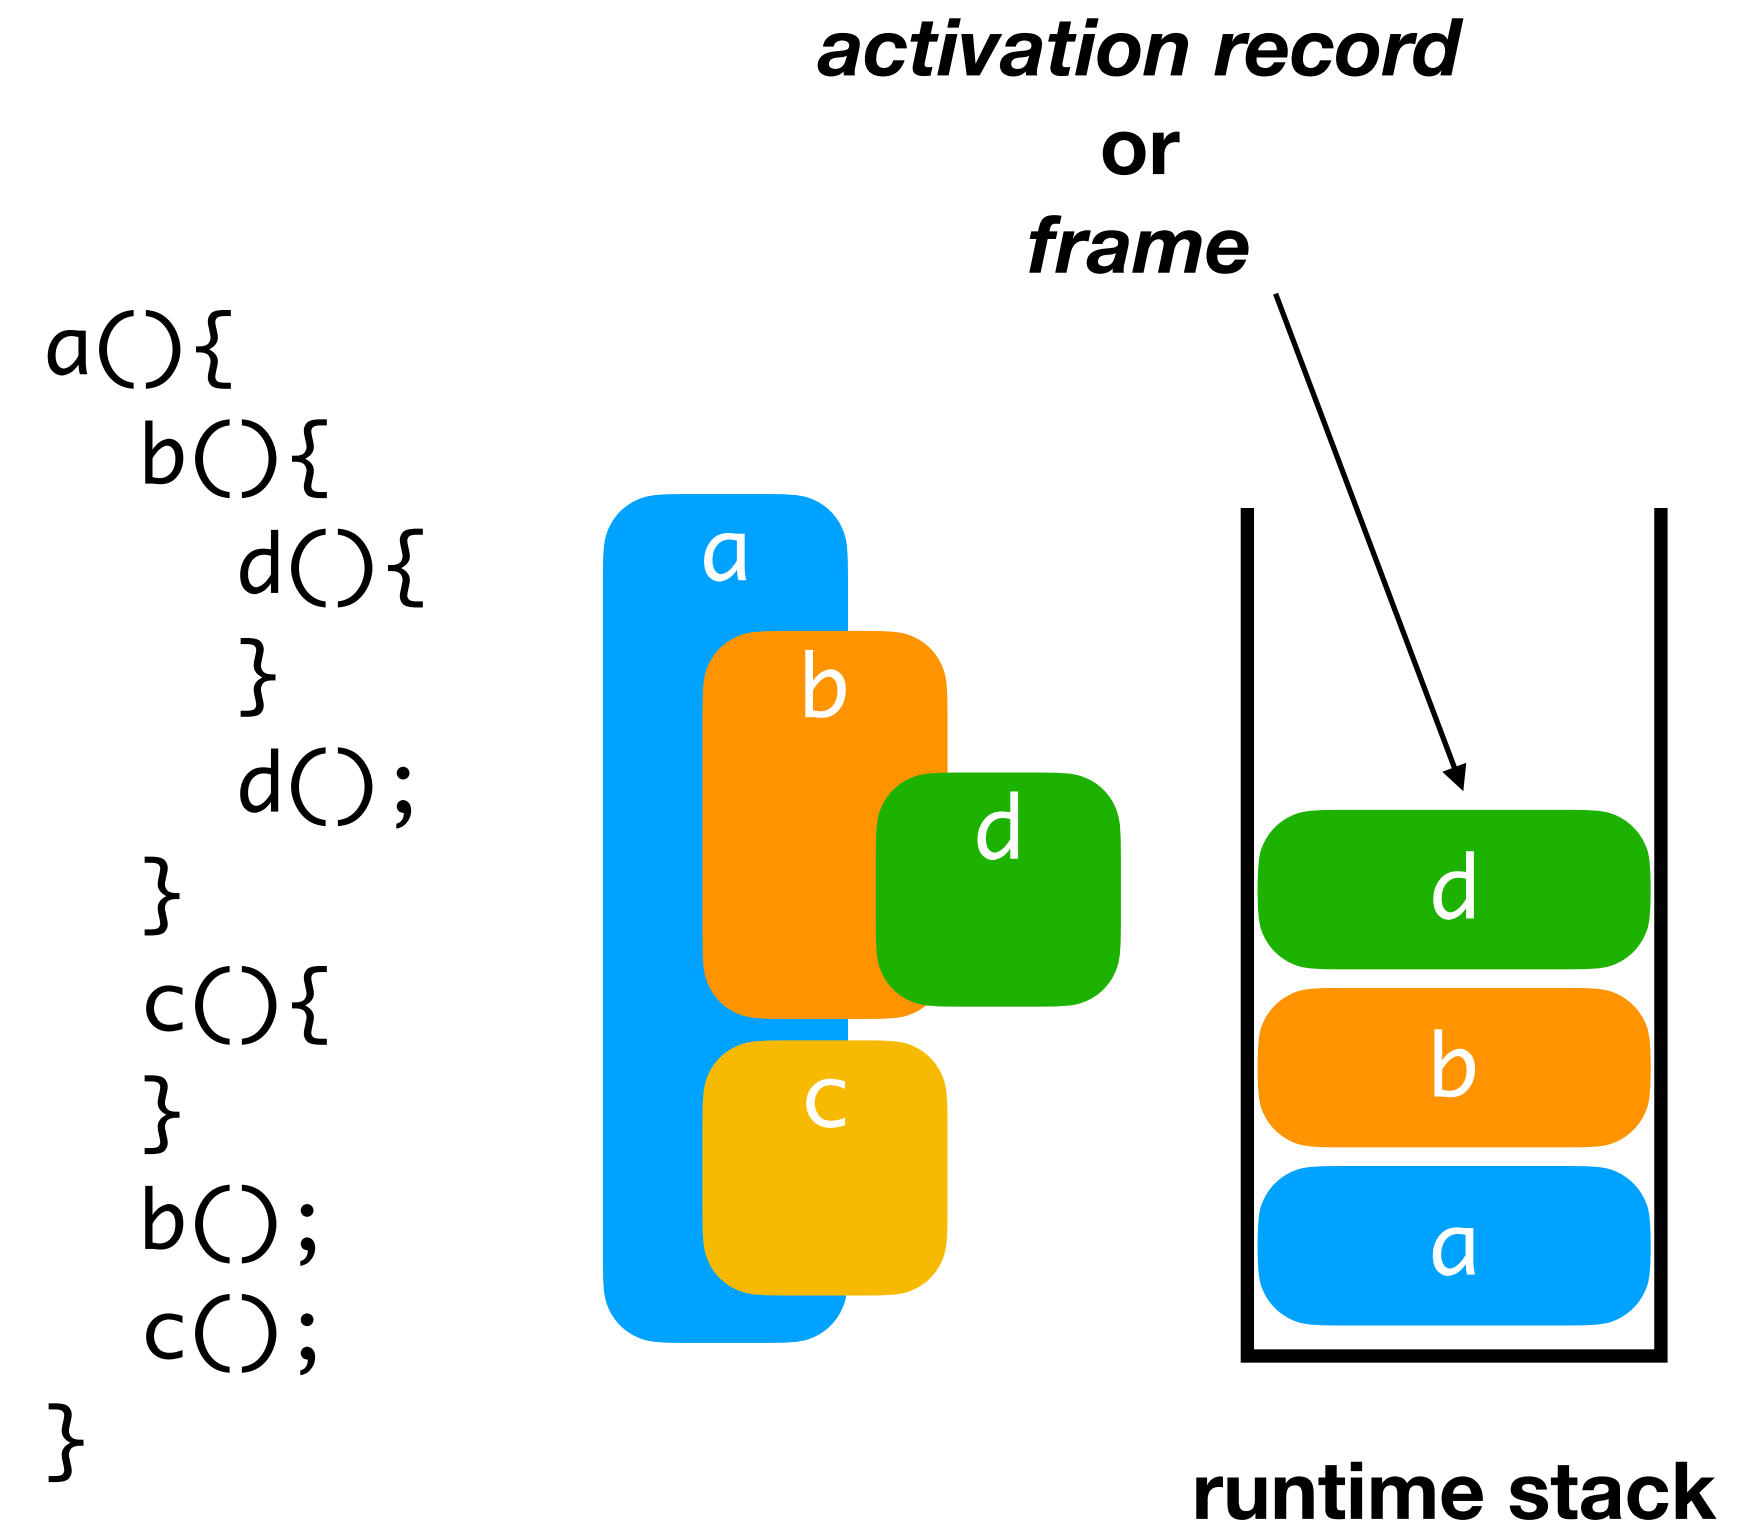 activation record
or
frame
a(){
b(){
d(){
}
d();
}
c(){
}
b();
c();
}
a
b
d
c
d
b
a
runtime stack